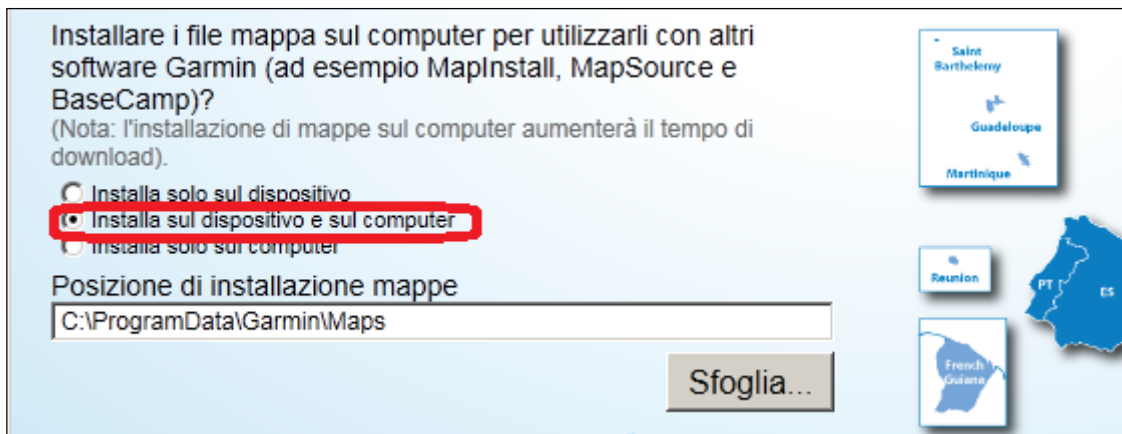 Installare i file mappa sul computer per utilizzarli con altri
software Garmin (ad esempio MapInstall, MapSource e
BaseCamp)?
(Nota: l'installazione di mappe sul computer aumenterà il tempo di
download).
Installa solo sul dispositivo
Installa sul dispositivo e sul computer
Installa solo sul computer
Posizione di installazione mappe
C:\ProgramData\Garmin\Maps
Sfoglia...
Saint
Barthelemy
Guadeloupe
Martinique
Reunion
PT
ES
French
Guiana